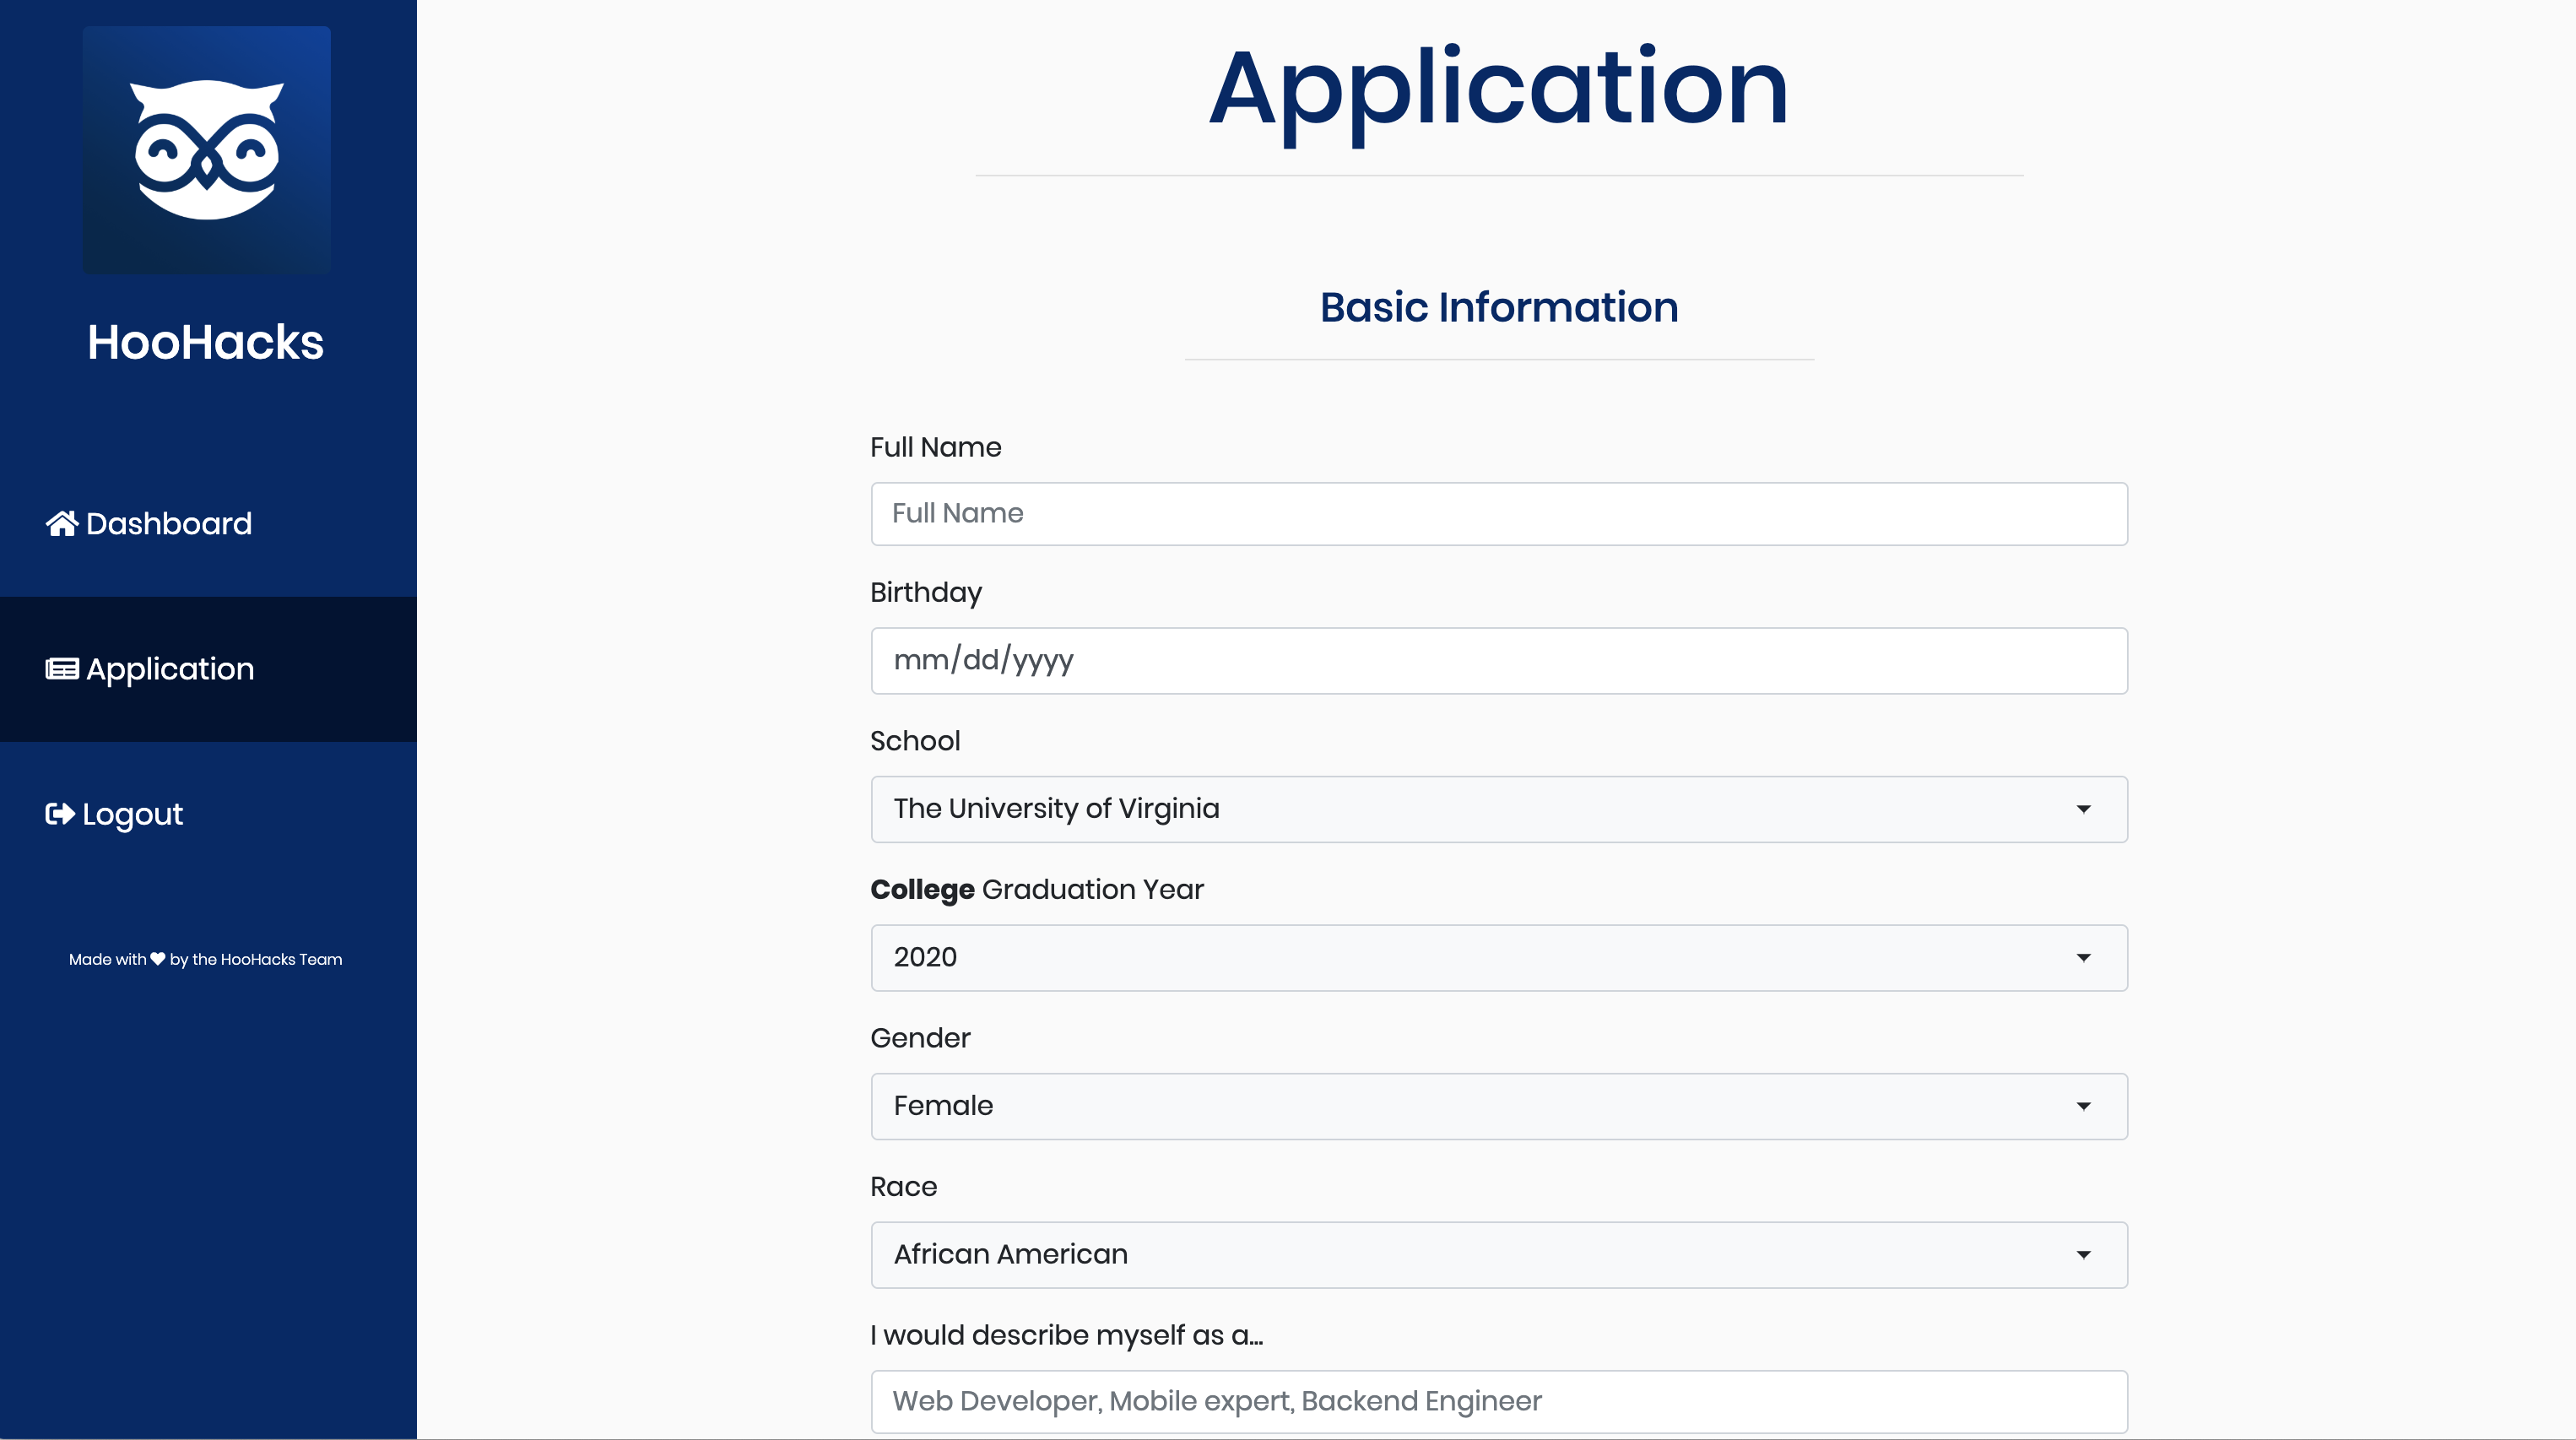 HooHacks
Dashboard
Application
Logout
Made with by the HooHacks Team
Application
Basic Information
Full Name
Full Name
Birthday
mm/dd/yyyy
School
The University of Virginia
College Graduation Year
2020
Gender
Female
Race
African American
I would describe myself as a...
Web Developer, Mobile expert, Backend Engineer